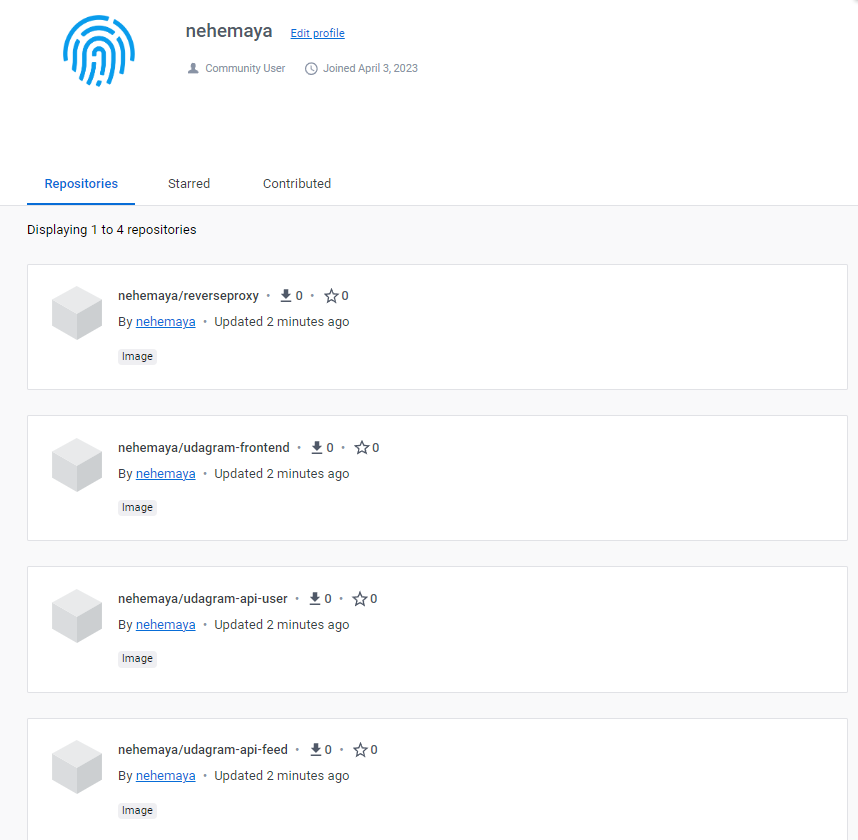 nehemaya Edit profile
Community User Joined April 3, 2023
Repositories Starred Contributed
Displaying 1 to 4 repositories
nehemaya/reverseproxy • 0 • 0
By nehemaya • Updated 2 minutes ago
Image
nehemaya/udagram-frontend • 0 • 0
By nehemaya • Updated 2 minutes ago
Image
nehemaya/udagram-api-user • 0 • 0
By nehemaya • Updated 2 minutes ago
Image
nehemaya/udagram-api-feed • 0 • 0
By nehemaya • Updated 2 minutes ago
Image